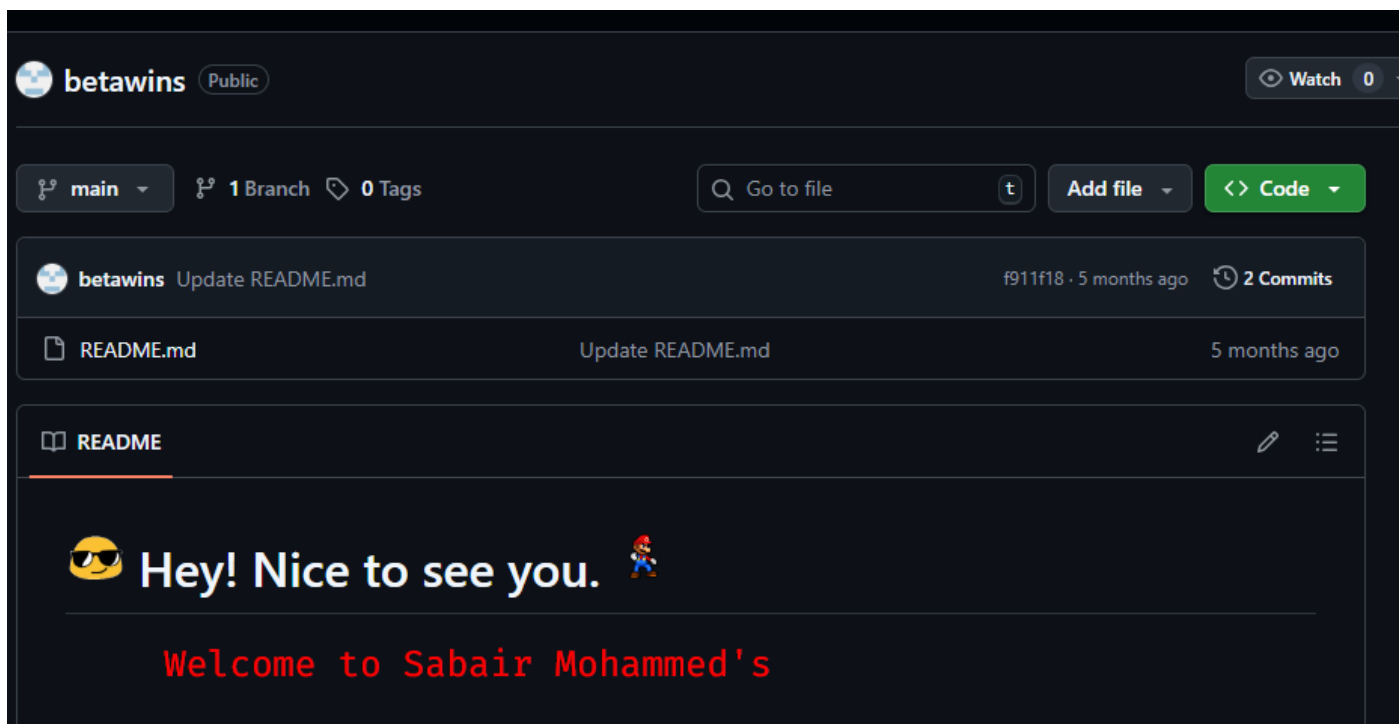 betawins Public Watch 0
main 1 Branch 0 Tags Go to file t Add file Code
betawins Update README.md f911f18 · 5 months ago 2 Commits
README.md Update README.md 5 months ago
README
Hey! Nice to see you.
Welcome to Sabair Mohammed's